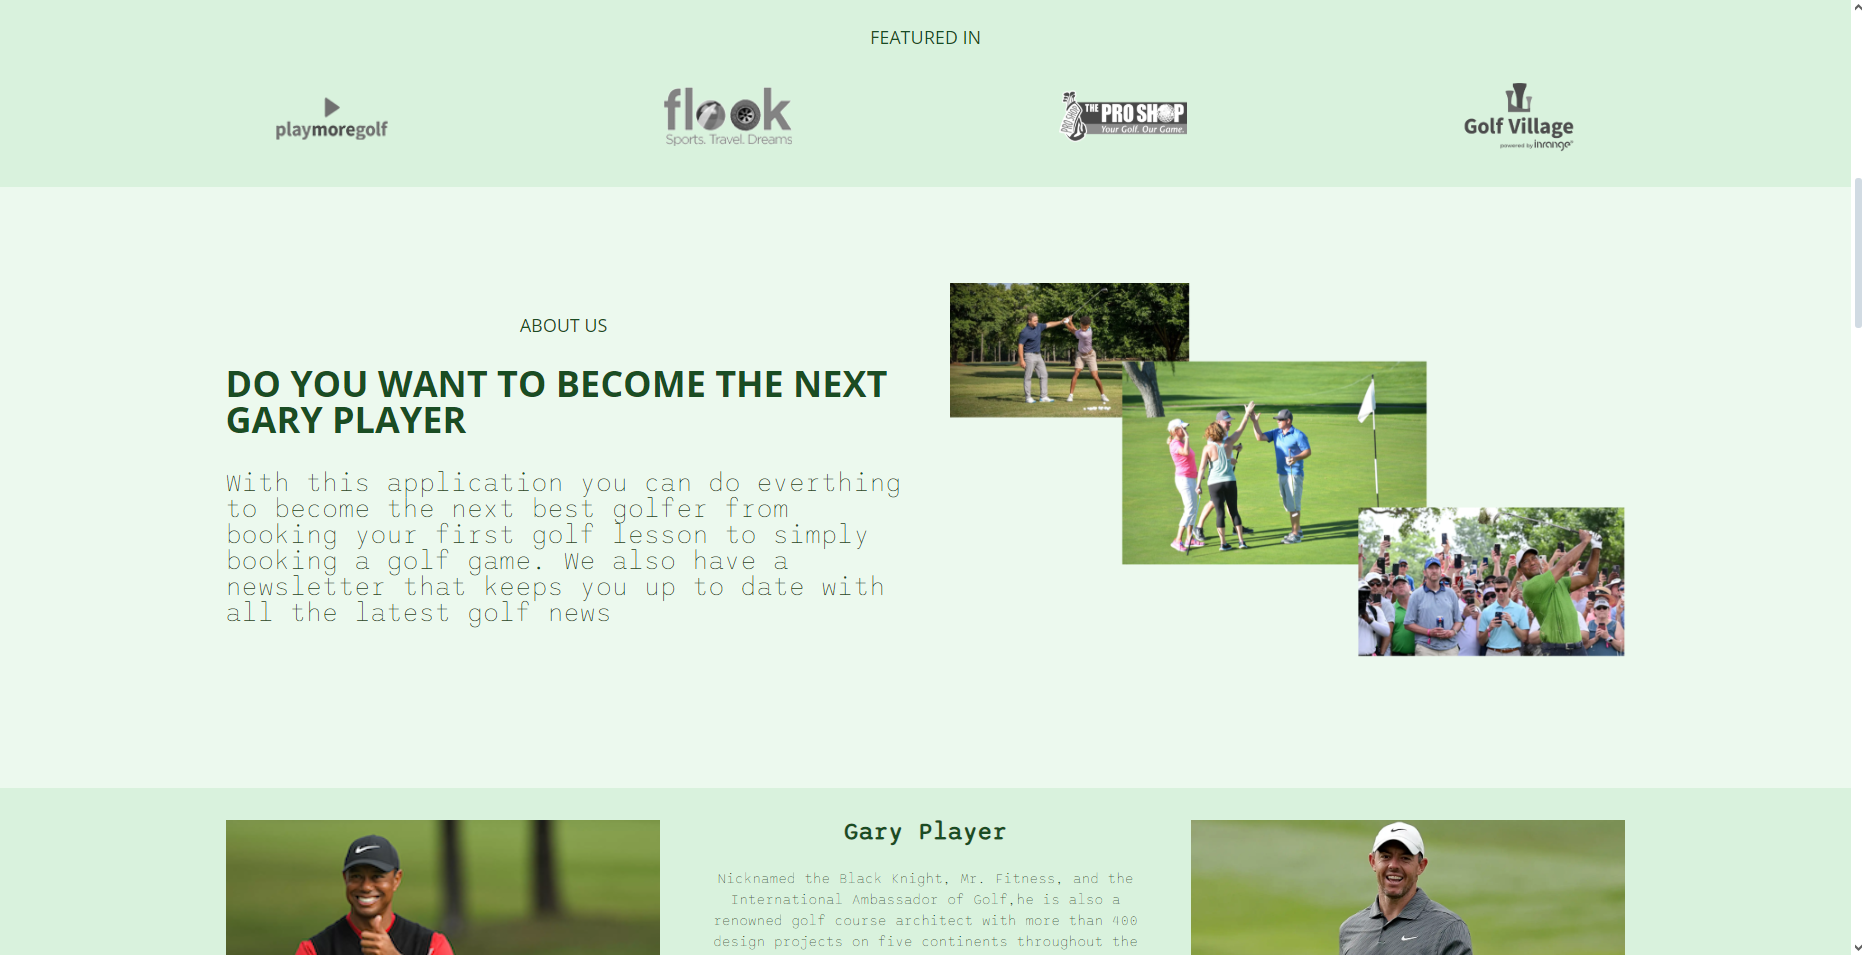 FEATURED IN
playmoregolf
flook
Sports. Travel. Dreams
PRO SHOP
THE PRO SHOP
Your Golf. Our Game.
Golf Village
powered by inrange
ABOUT US
DO YOU WANT TO BECOME THE NEXT
GARY PLAYER
With this application you can do everthing
to become the next best golfer from
booking your first golf lesson to simply
booking a golf game. We also have a
newsletter that keeps you up to date with
all the latest golf news
Gary Player
Nicknamed the Black Knight, Mr. Fitness, and the
International Ambassador of Golf,he is also a
renowned golf course architect with more than 400
design projects on five continents throughout the